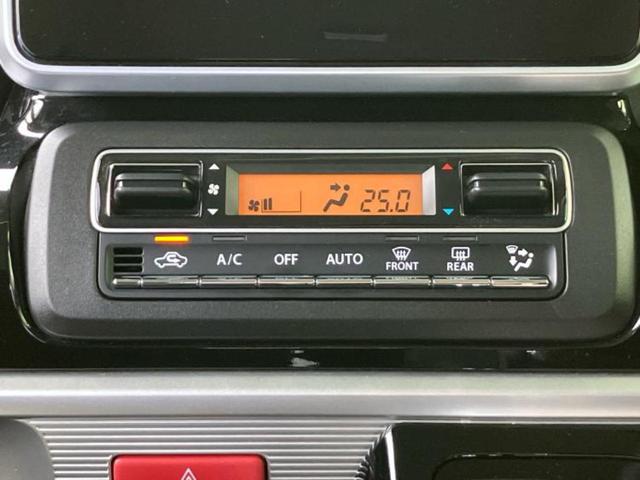 25.0
A/C OFF AUTO FRONT REAR